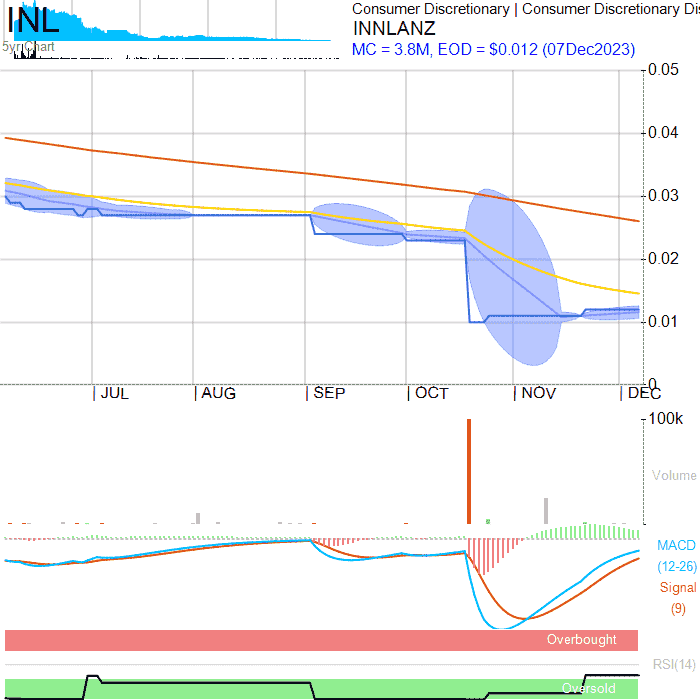 INL
5yr Chart
Consumer Discretionary | Consumer Discretionary Dis
INNLANZ
MC = 3.8M, EOD = $0.012 (07Dec2023)
0.05
0.04
0.03
0.02
0.01
0
JUL AUG SEP OCT NOV DEC
100k
Volume
MACD
(12-26)
Signal
(9)
Overbought
RSI(14)
Oversold